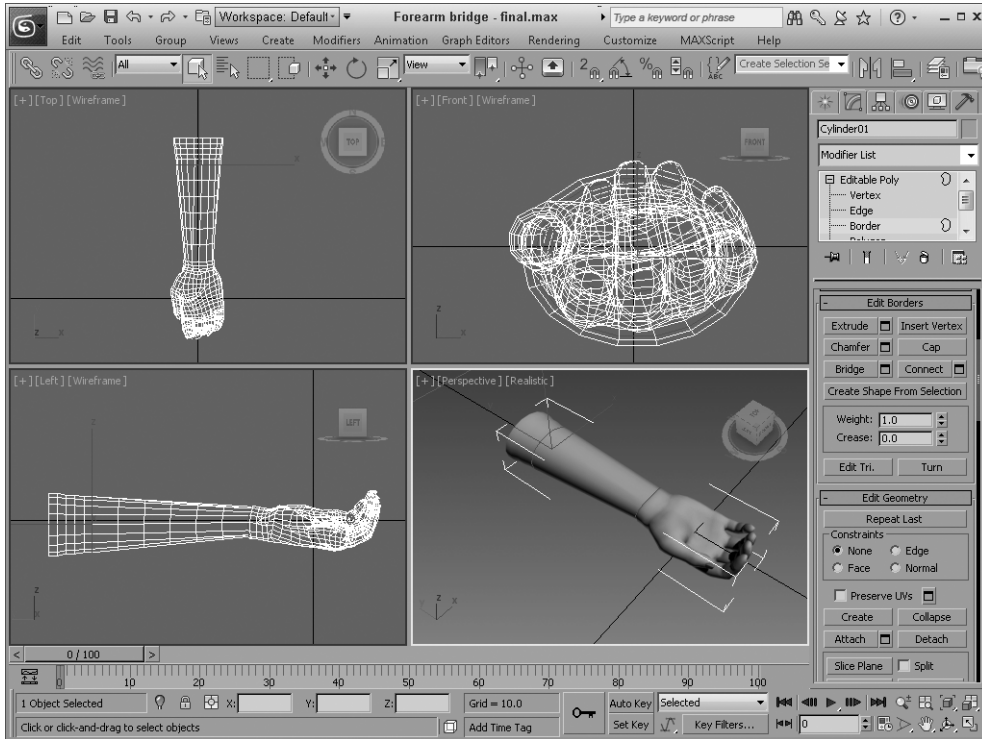 Workspace: Default
Forearm bridge - final.max
Type a keyword or phrase
Edit Tools Group Views Create Modifiers Animation Graph Editors Rendering Customize MAXScript Help
All
View
Create Selection Se
[+][Top][Wireframe]
TOP
x
z x
[+][Front][Wireframe]
FRONT
z x
[+][Left][Wireframe]
LEFT
z
z
[+][Perspective][Realistic]
z
x
Cylinder01
Modifier List
Editable Poly
Vertex
Edge
Border
Polygon
- Edit Borders
Extrude Insert Vertex
Chamfer Cap
Bridge Connect
Create Shape From Selection
Weight: 1.0
Crease: 0.0
Edit Tri. Turn
- Edit Geometry
Repeat Last
Constraints
None Edge
Face Normal
Preserve UVs
Create Collapse
Attach Detach
Slice Plane Split
< 0 / 100 >
0 10 20 30 40 50 60 70 80 90 100
1 Object Selected X: Y: Z: Grid = 10.0 Auto Key Selected
Click or click-and-drag to select objects Add Time Tag Set Key Key Filters... 0